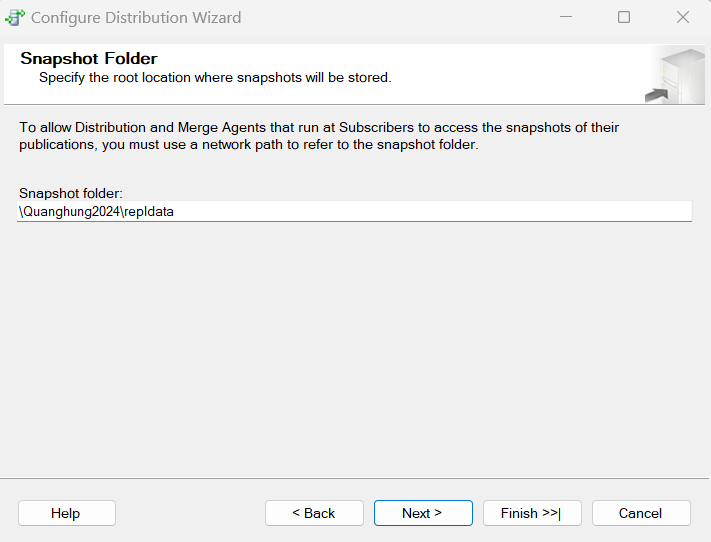 Configure Distribution Wizard
Snapshot Folder
Specify the root location where snapshots will be stored.
To allow Distribution and Merge Agents that run at Subscribers to access the snapshots of their
publications, you must use a network path to refer to the snapshot folder.
Snapshot folder:
\Quanghung2024\repldata
Help
< Back
Next >
Finish >>|
Cancel